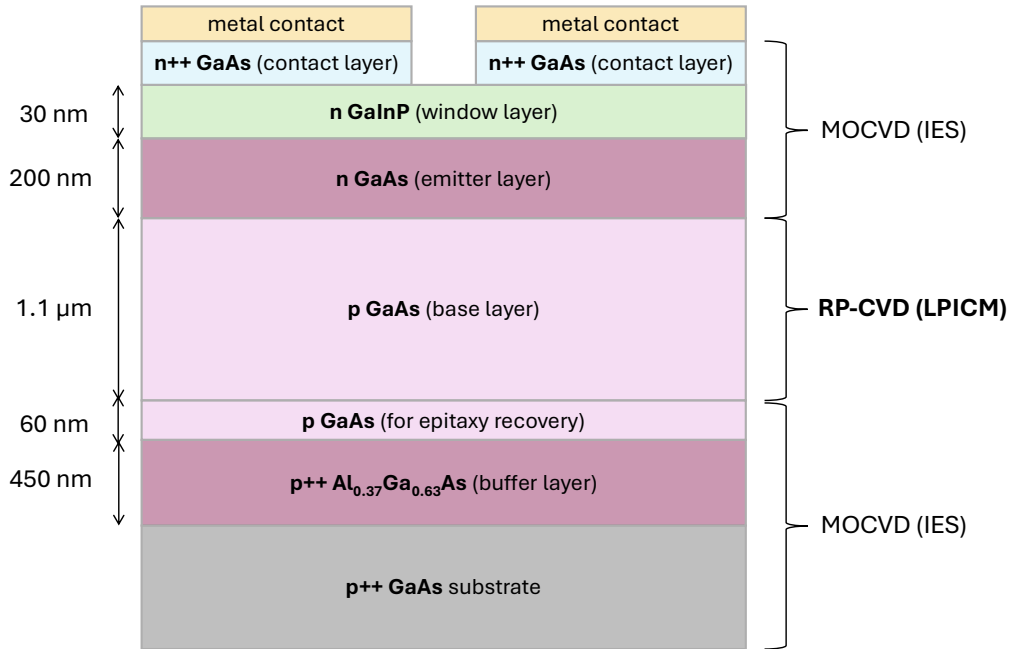 metal contact
metal contact
n++ GaAs (contact layer)
n++ GaAs (contact layer)
30 nm
n GaInP (window layer)
MOCVD (IES)
200 nm
n GaAs (emitter layer)
1.1 µm
p GaAs (base layer)
RP-CVD (LPICM)
60 nm
p GaAs (for epitaxy recovery)
450 nm
p++ Al0.37Ga0.63As (buffer layer)
MOCVD (IES)
p++ GaAs substrate